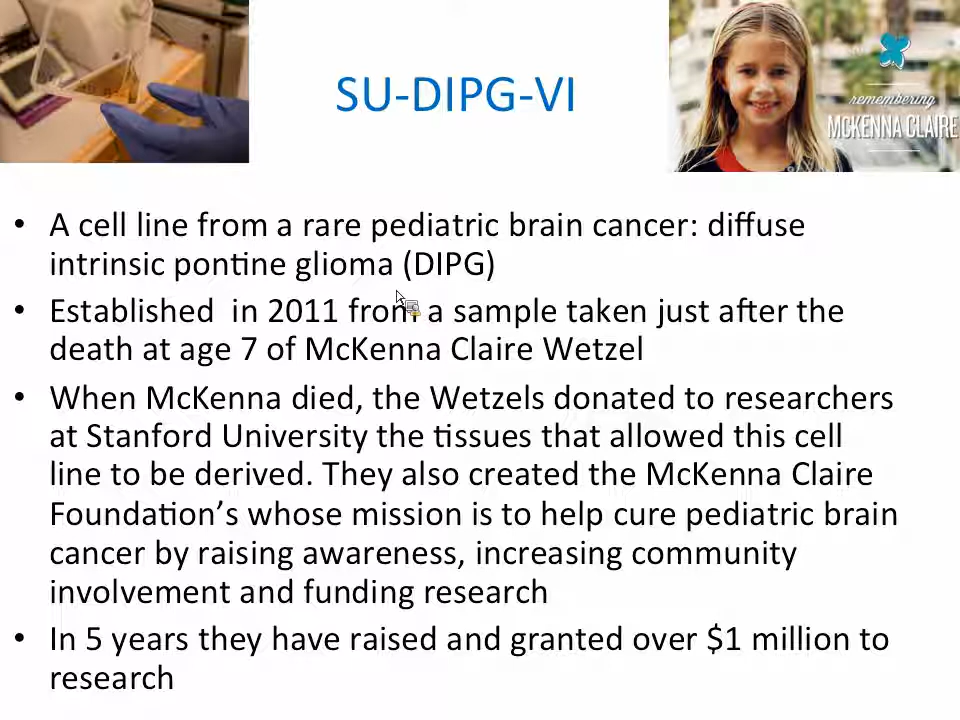 SU-DIPG-VI
remembering
MCKENNA CLAIRE
• A cell line from a rare pediatric brain cancer: diffuse
intrinsic pontine glioma (DIPG)
• Established in 2011 from a sample taken just after the
death at age 7 of McKenna Claire Wetzel
• When McKenna died, the Wetzels donated to researchers
at Stanford University the tissues that allowed this cell
line to be derived. They also created the McKenna Claire
Foundation’s whose mission is to help cure pediatric brain
cancer by raising awareness, increasing community
involvement and funding research
• In 5 years they have raised and granted over $1 million to
research